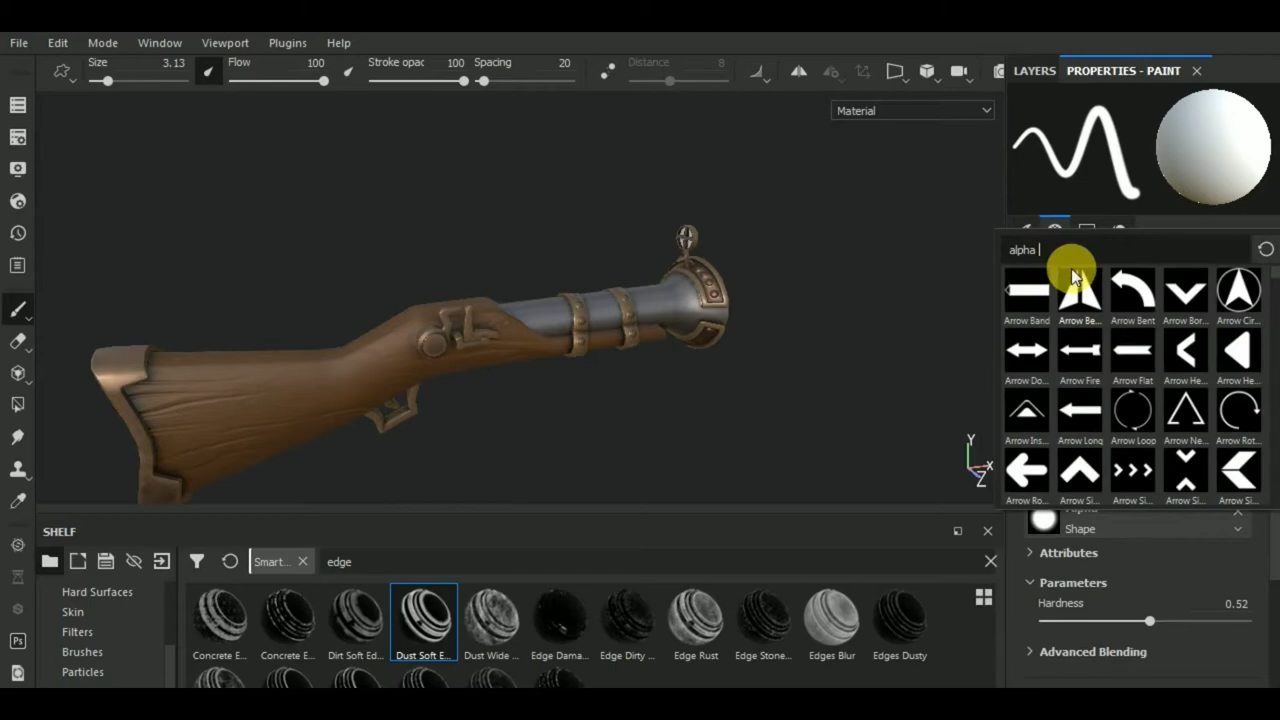 File Edit Mode Window Viewport Plugins Help
Size 3.13 Flow 100 Stroke opac 100 Spacing 20 Distance 8
LAYERS PROPERTIES - PAINT
Material
alpha
Arrow Band Arrow Be... Arrow Bent Arrow Bor... Arrow Cir...
Arrow Do... Arrow Fire Arrow Flat Arrow He... Arrow He...
Arrow Ins... Arrow Long Arrow Loop Arrow Ne... Arrow Rot...
Arrow Ro... Arrow Si... Arrow Si... Arrow Si... Arrow Si...
Y
X
Z
Alpha
Shape
Attributes
Parameters
Hardness 0.52
Advanced Blending
SHELF
Smart... edge
Hard Surfaces
Skin
Filters
Brushes
Particles
Concrete E... Concrete E... Dirt Soft Ed... Dust Soft E... Dust Wide ... Edge Dama... Edge Dirty ... Edge Rust Edge Stone... Edges Blur Edges Dusty
Ps